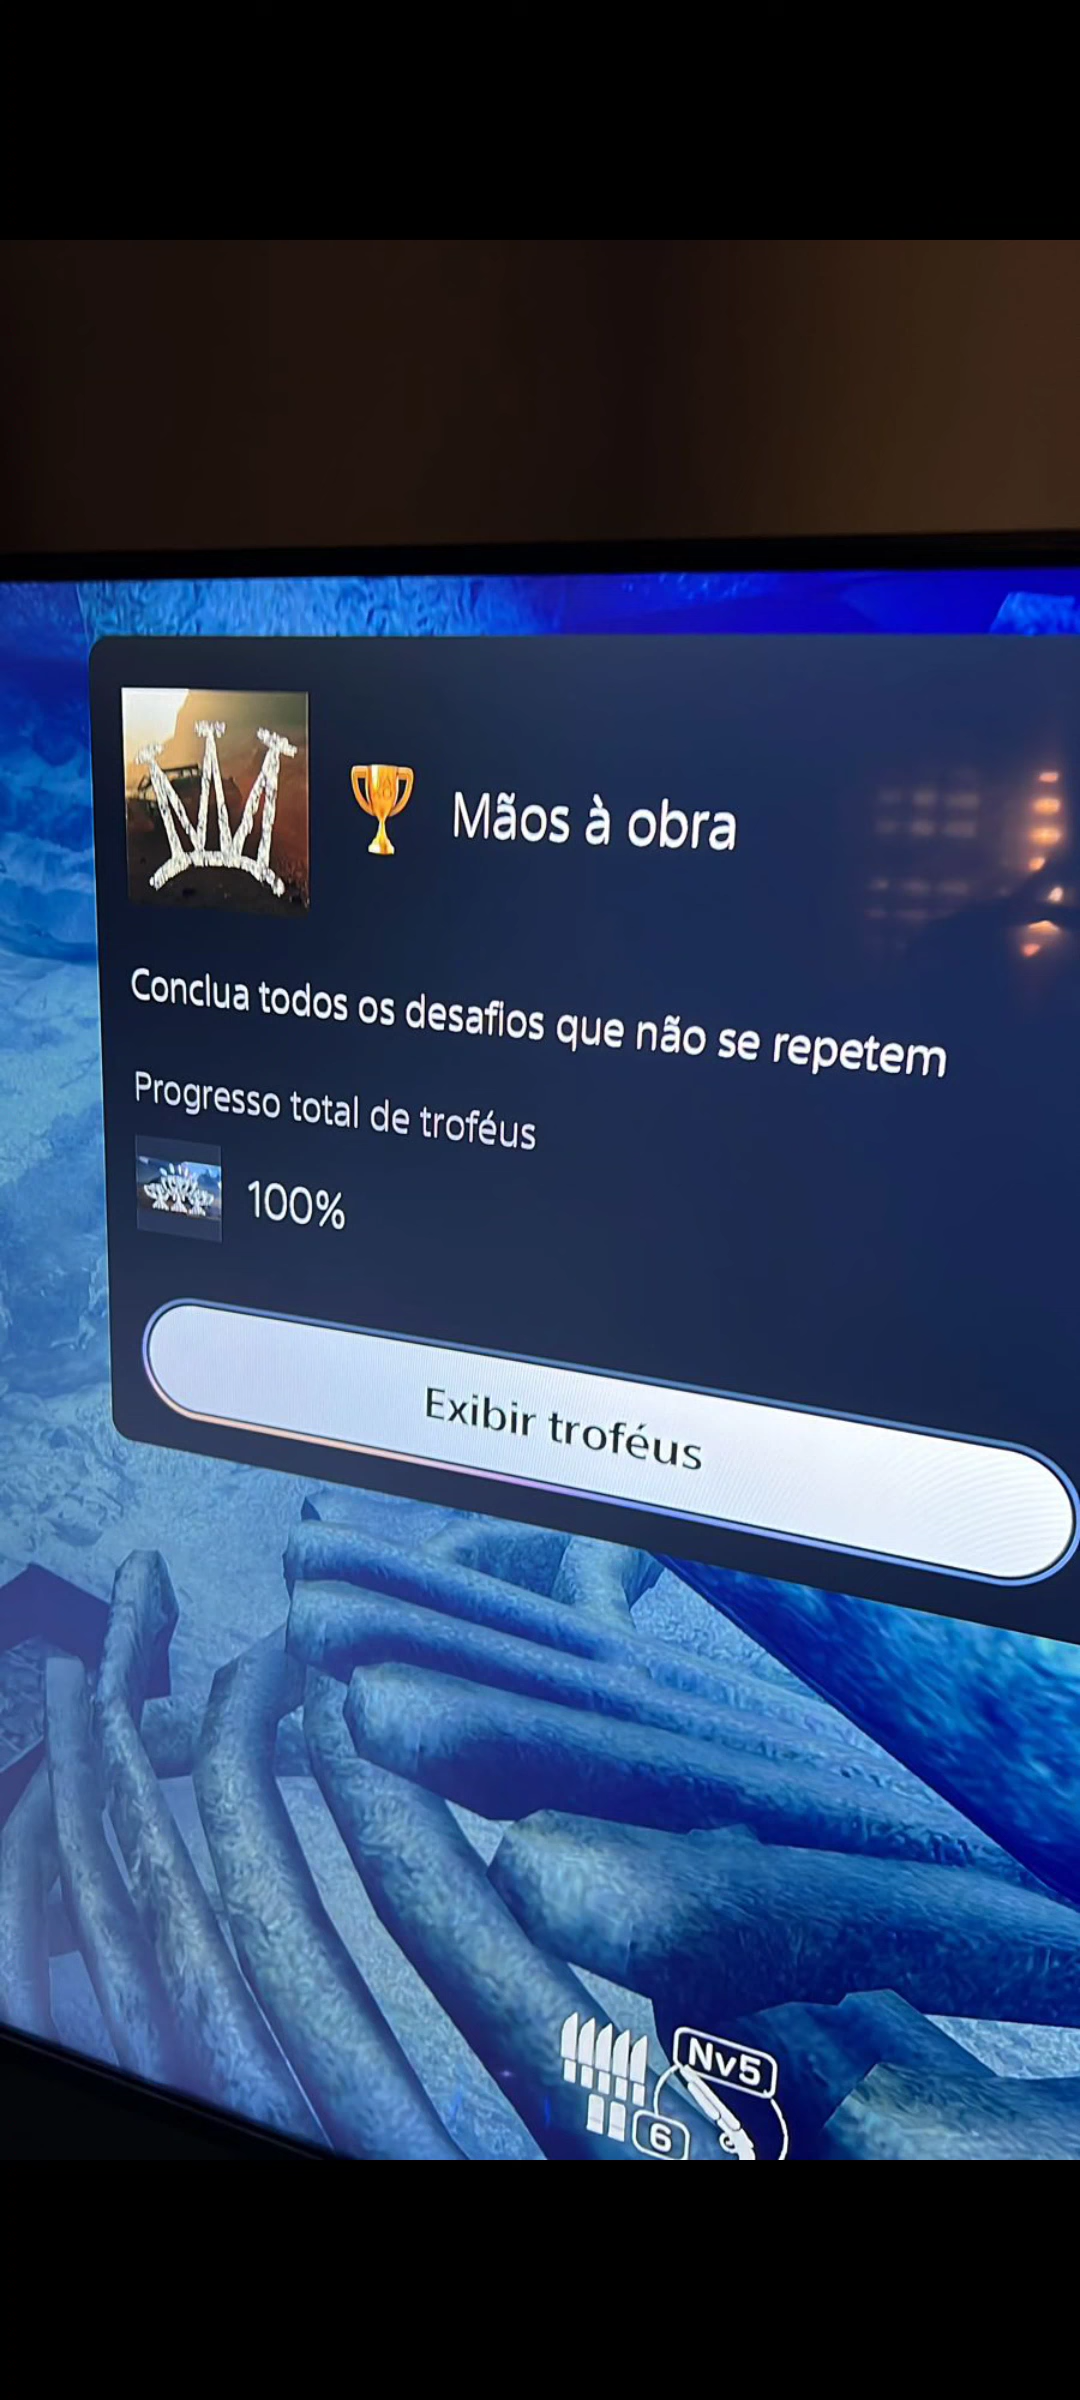 Mãos à obra
Conclua todos os desafios que não se repetem
Progresso total de troféus
100%
Exibir troféus
Nv5
6